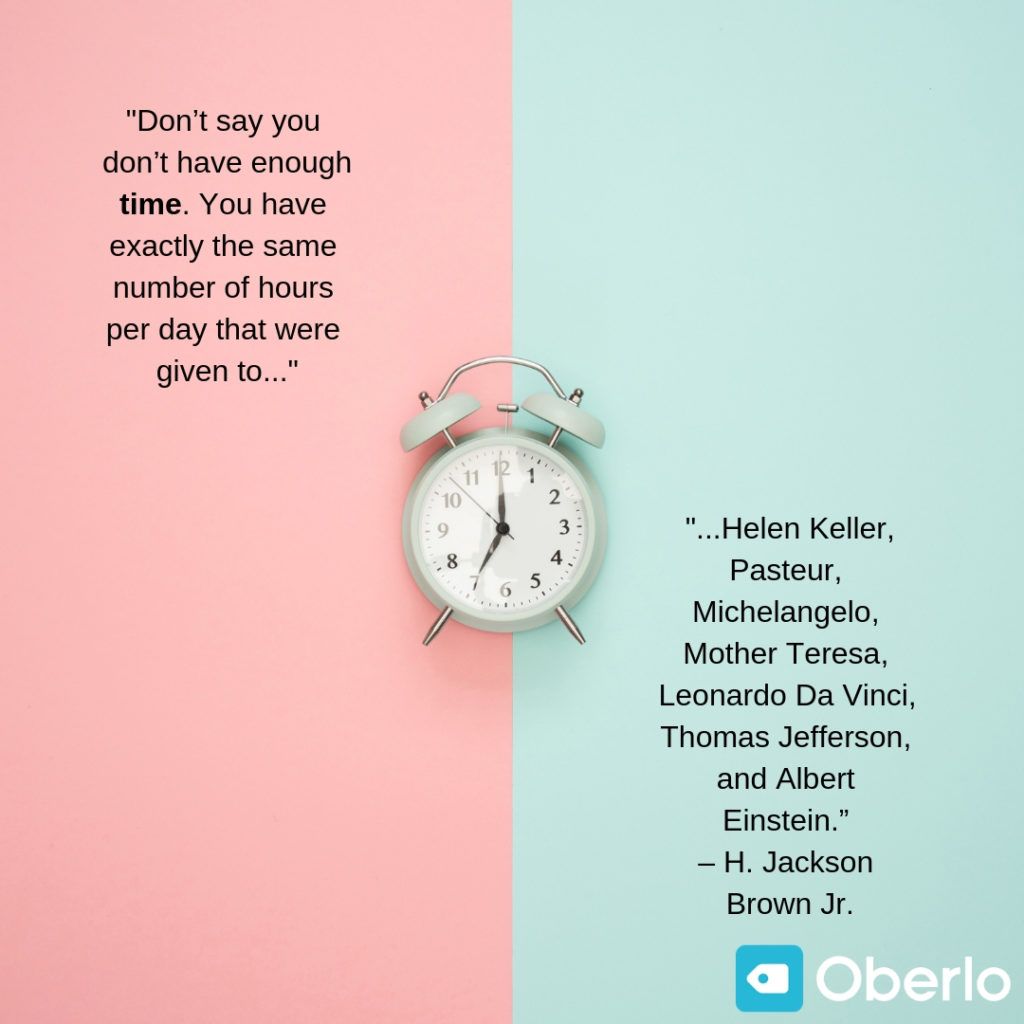 "Don’t say you
don’t have enough
time. You have
exactly the same
number of hours
per day that were
given to..."
12
11
1
10
2
9
3
8
4
7
5
6
"...Helen Keller,
Pasteur,
Michelangelo,
Mother Teresa,
Leonardo Da Vinci,
Thomas Jefferson,
and Albert
Einstein.”
– H. Jackson
Brown Jr.
Oberlo